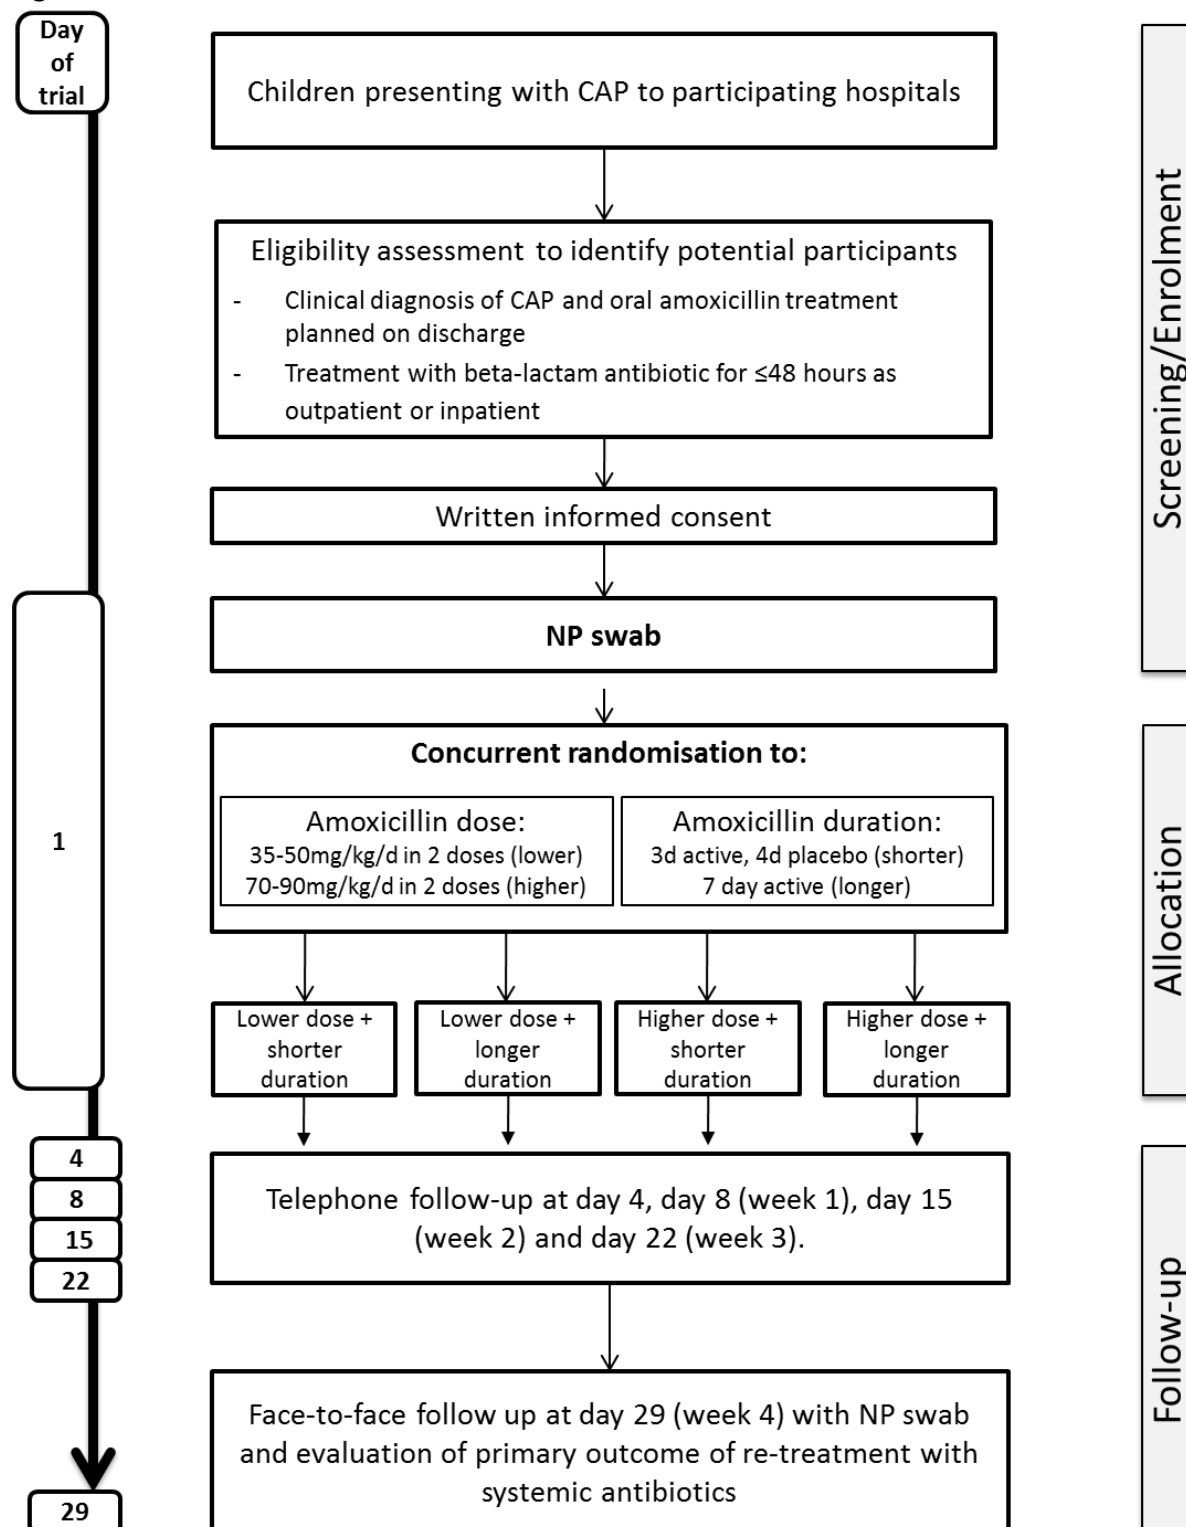 Day
of
trial
Children presenting with CAP to participating hospitals
Eligibility assessment to identify potential participants
- Clinical diagnosis of CAP and oral amoxicillin treatment
planned on discharge
- Treatment with beta-lactam antibiotic for ≤48 hours as
outpatient or inpatient
Written informed consent
NP swab
Screening/Enrolment
1
Concurrent randomisation to:
Amoxicillin dose:
35-50mg/kg/d in 2 doses (lower)
70-90mg/kg/d in 2 doses (higher)
Amoxicillin duration:
3d active, 4d placebo (shorter)
7 day active (longer)
Lower dose +
shorter
duration
Lower dose +
longer
duration
Higher dose +
shorter
duration
Higher dose +
longer
duration
Allocation
4
8
15
22
Telephone follow-up at day 4, day 8 (week 1), day 15
(week 2) and day 22 (week 3).
Face-to-face follow up at day 29 (week 4) with NP swab
and evaluation of primary outcome of re-treatment with
systemic antibiotics
29
Follow-up